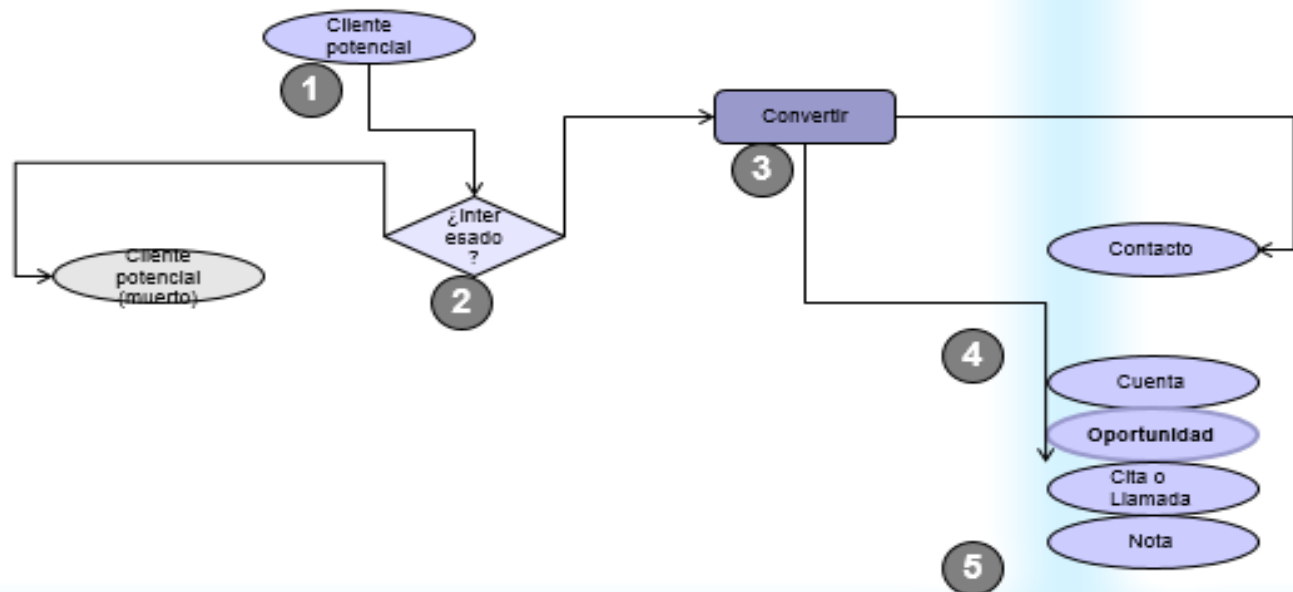 Cliente
potencial
1
¿Inter
esado
?
2
Cliente
potencial
(muerto)
Convertir
3
Contacto
4
Cuenta
Oportunidad
Cita o
Llamada
Nota
5